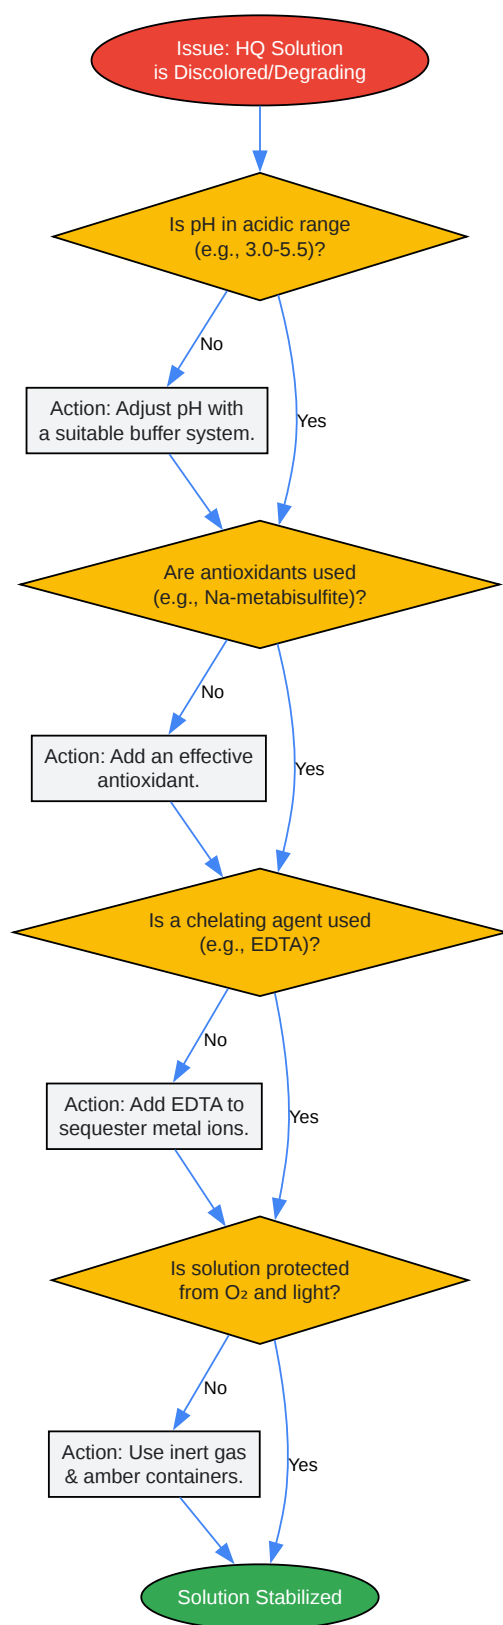 Issue: HQ Solution
is Discolored/Degrading
Is pH in acidic range
(e.g., 3.0-5.5)?
No
Action: Adjust pH with
a suitable buffer system.
Yes
Are antioxidants used
(e.g., Na-metabisulfite)?
No
Action: Add an effective
antioxidant.
Yes
Is a chelating agent used
(e.g., EDTA)?
No
Action: Add EDTA to
sequester metal ions.
Yes
Is solution protected
from O₂ and light?
No
Action: Use inert gas
& amber containers.
Yes
Solution Stabilized